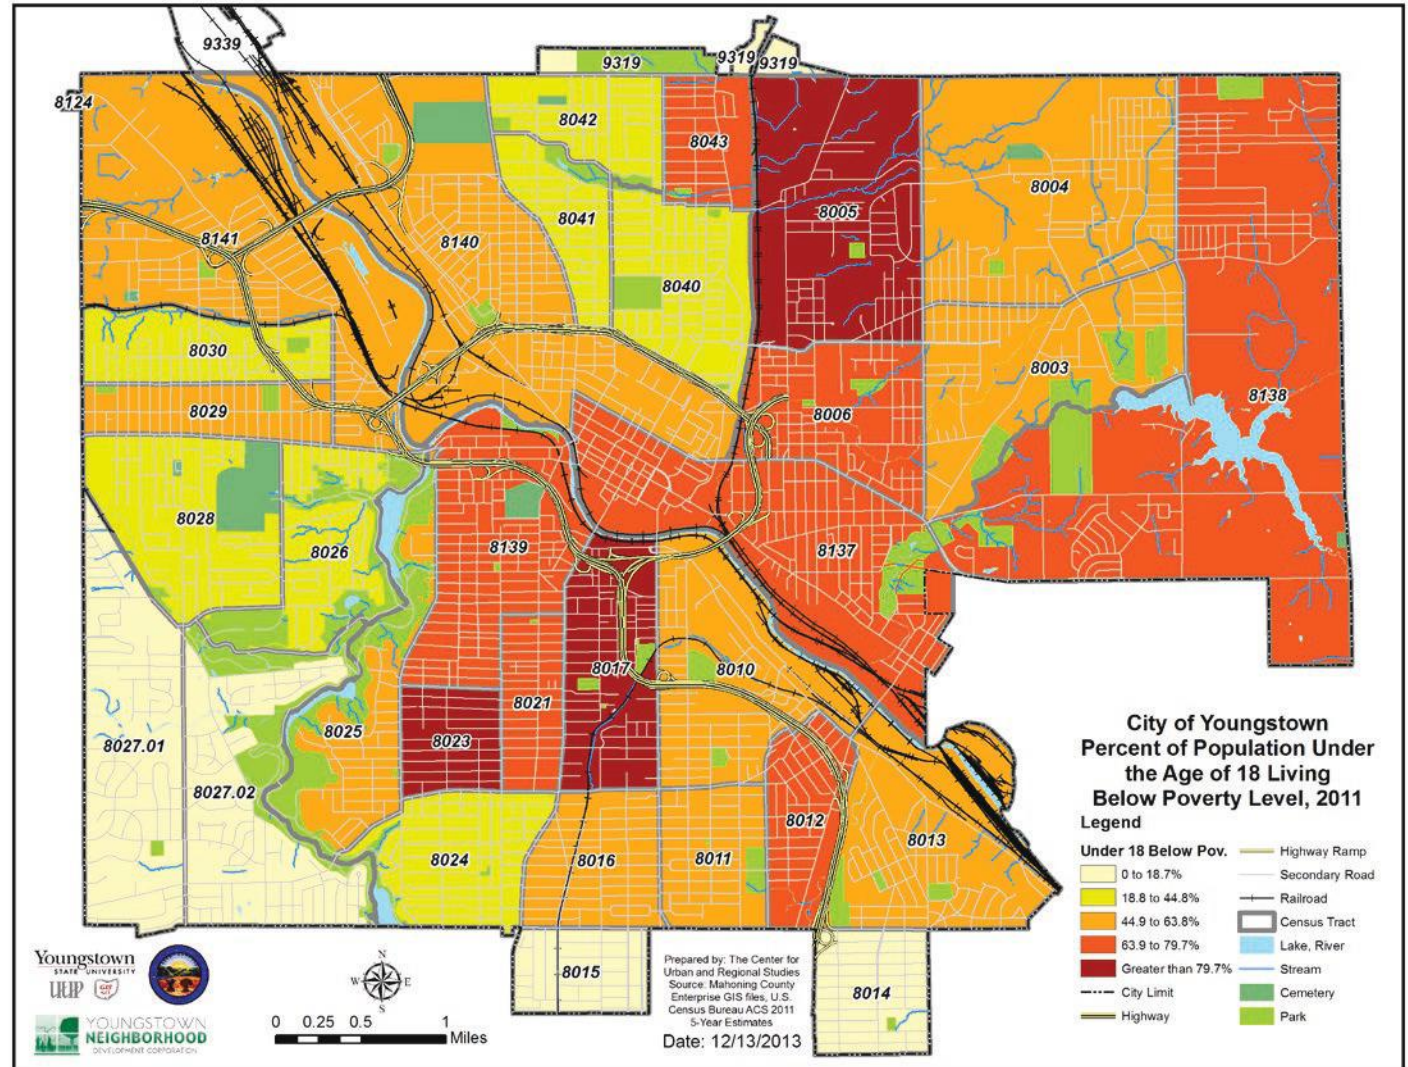 9339
9319
9319
9319
8124
8042
8043
8004
8005
8041
8141
8140
8040
8030
8003
8138
8029
8006
8028
8026
8139
8137
8017
8010
8021
8025
8023
8027.01
8027.02
8012
8013
8024
8016
8011
8015
8014
City of Youngstown
Percent of Population Under
the Age of 18 Living
Below Poverty Level, 2011
Legend
Under 18 Below Pov.
0 to 18.7%
18.8 to 44.8%
44.9 to 63.8%
63.9 to 79.7%
Greater than 79.7%
City Limit
Highway
Highway Ramp
Secondary Road
Railroad
Census Tract
Lake, River
Stream
Cemetery
Park
Youngstown
STATE UNIVERSITY
YOUNGSTOWN
NEIGHBORHOOD
DEVELOPMENT CORPORATION
N
W E
S
0 0.25 0.5 1
Miles
Prepared by: The Center for
Urban and Regional Studies
Source: Mahoning County
Enterprise GIS files, U.S.
Census Bureau ACS 2011
5-Year Estimates
Date: 12/13/2013